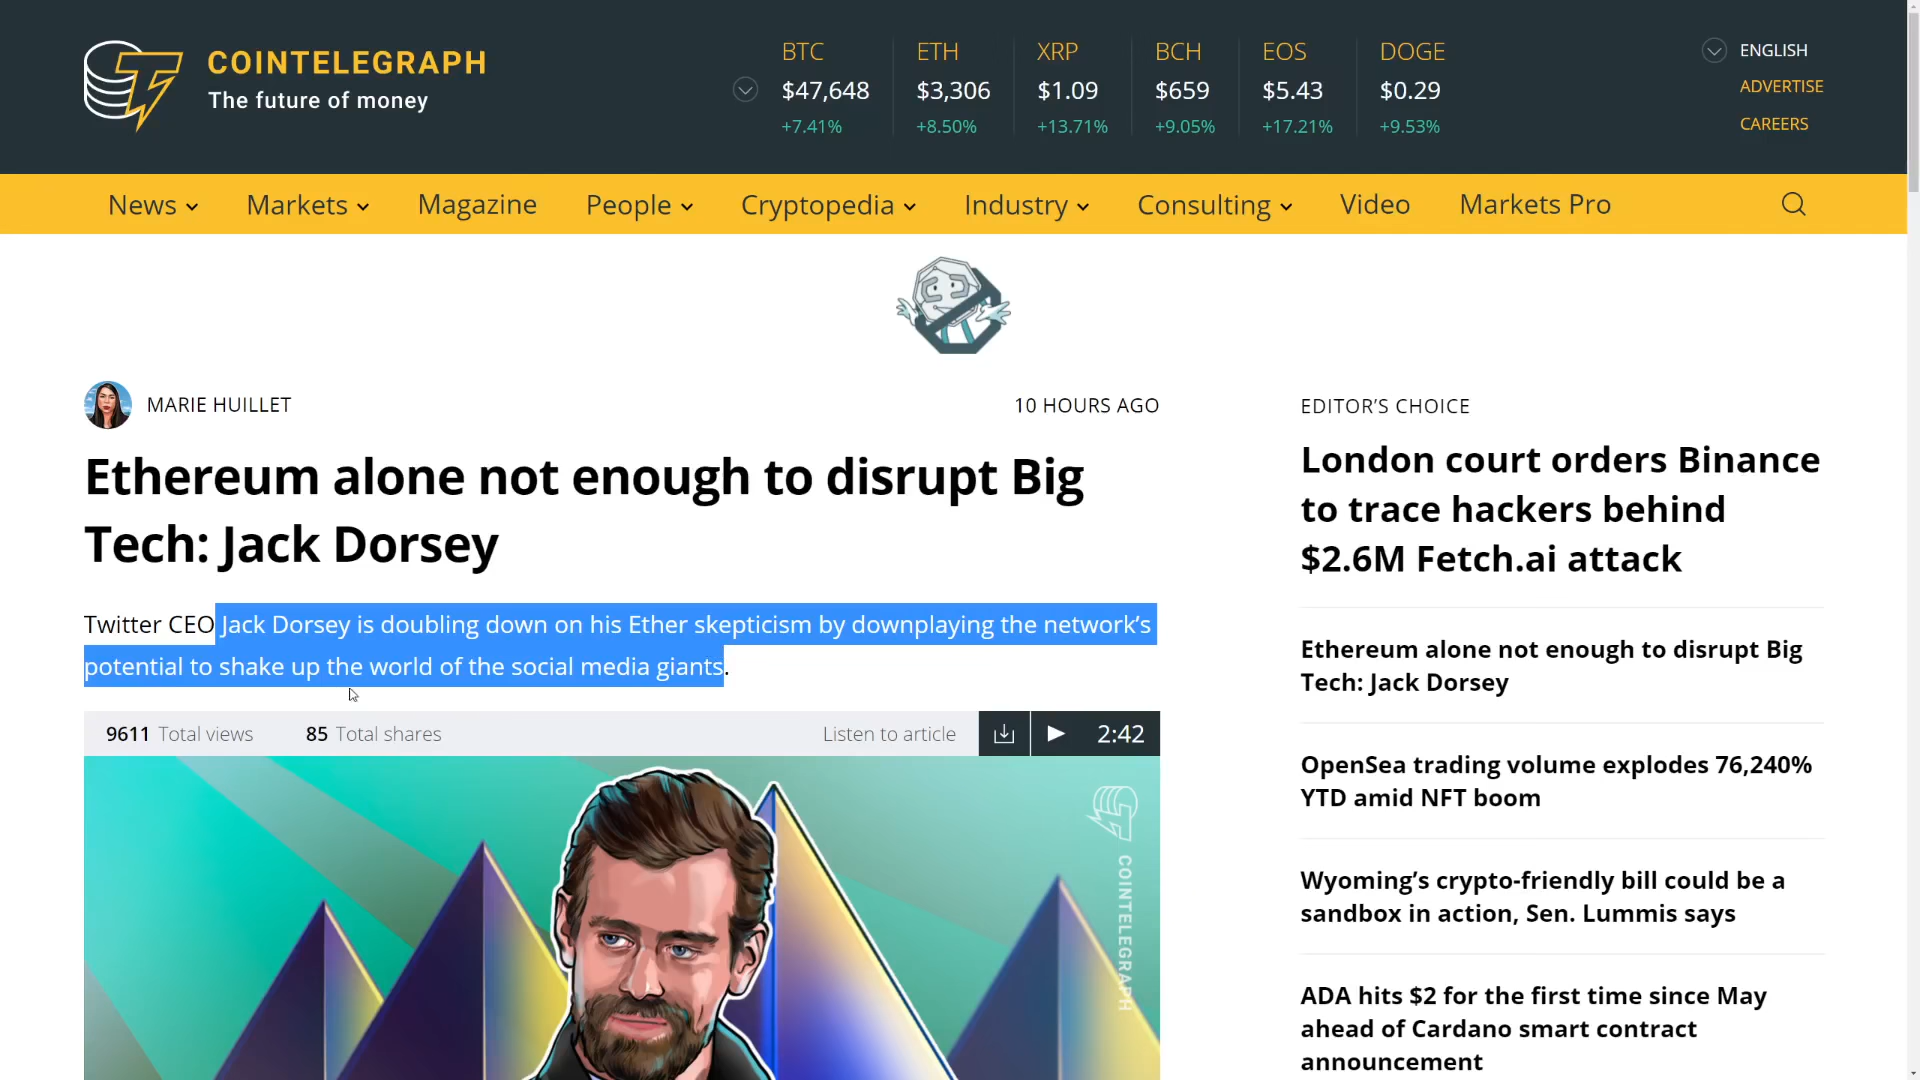 COINTELEGRAPH
The future of money
BTC
$47,648
+7.41%
ETH
$3,306
+8.50%
XRP
$1.09
+13.71%
BCH
$659
+9.05%
EOS
$5.43
+17.21%
DOGE
$0.29
+9.53%
ENGLISH
ADVERTISE
CAREERS
News Markets Magazine People Cryptopedia Industry Consulting Video Markets Pro
MARIE HUILLET
10 HOURS AGO
Ethereum alone not enough to disrupt Big
Tech: Jack Dorsey
Twitter CEO Jack Dorsey is doubling down on his Ether skepticism by downplaying the network’s
potential to shake up the world of the social media giants.
9611 Total views 85 Total shares Listen to article 2:42
COINTELEGRAPH
EDITOR’S CHOICE
London court orders Binance
to trace hackers behind
$2.6M Fetch.ai attack
Ethereum alone not enough to disrupt Big
Tech: Jack Dorsey
OpenSea trading volume explodes 76,240%
YTD amid NFT boom
Wyoming’s crypto-friendly bill could be a
sandbox in action, Sen. Lummis says
ADA hits $2 for the first time since May
ahead of Cardano smart contract
announcement